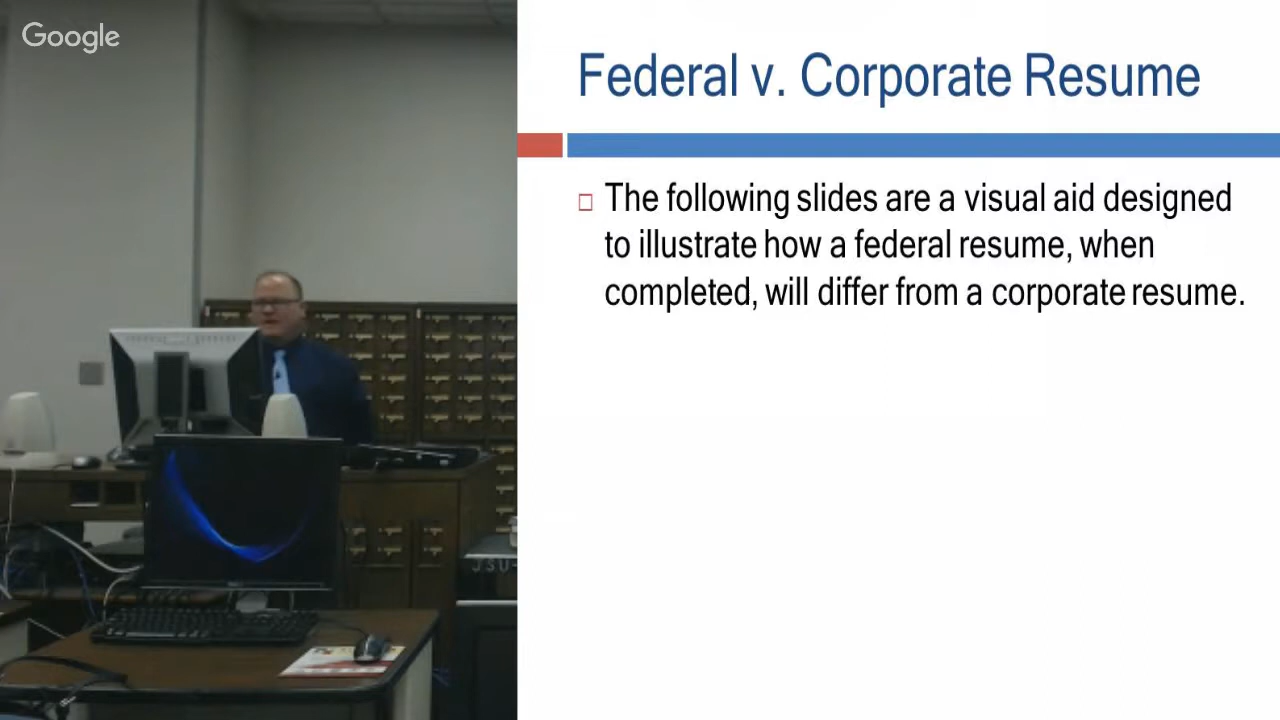 Google
Federal v. Corporate Resume
The following slides are a visual aid designed
to illustrate how a federal resume, when
completed, will differ from a corporate resume.
JSU-